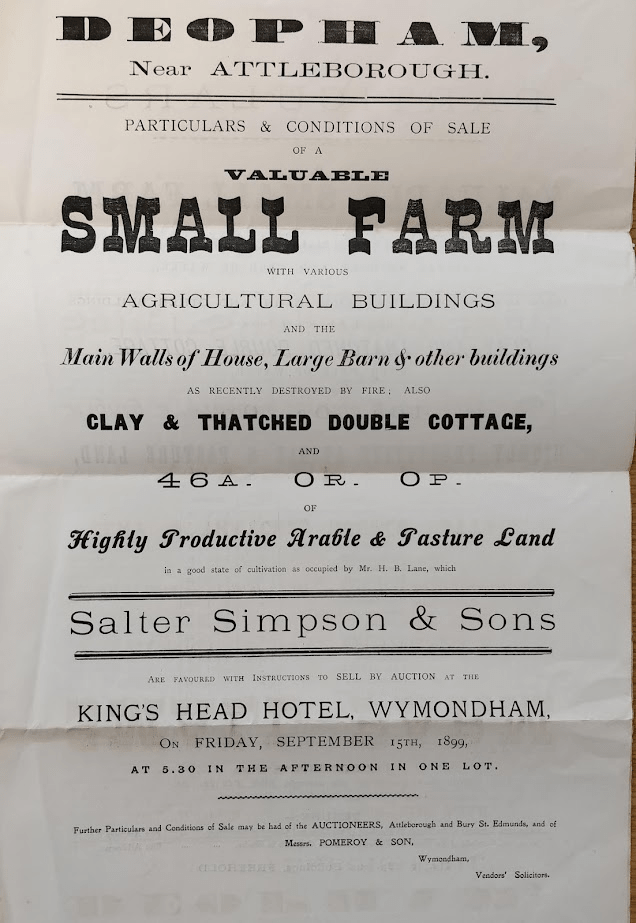 DEOPHAM,
Near ATTLEBOROUGH.
PARTICULARS & CONDITIONS OF SALE
OF A
VALUABLE
SMALL FARM
WITH VARIOUS
AGRICULTURAL BUILDINGS
AND THE
Main Walls of House, Large Barn & other buildings
AS RECENTLY DESTROYED BY FIRE; ALSO
CLAY & THATCHED DOUBLE COTTAGE,
AND
46A. 0R. 0P.
OF
Highly Productive Arable & Pasture Land
in a good state of cultivation as occupied by Mr. H. B. Lane, which
Salter Simpson & Sons
ARE FAVOURED WITH INSTRUCTIONS TO SELL BY AUCTION AT THE
KING'S HEAD HOTEL, WYMONDHAM,
ON FRIDAY, SEPTEMBER 15TH, 1899,
AT 5.30 IN THE AFTERNOON IN ONE LOT.
Further Particulars and Conditions of Sale may be had of the AUCTIONEERS, Attleborough and Bury St. Edmunds, and of
Messrs. POMEROY & SON,
Wymondham,
Vendors' Solicitors.